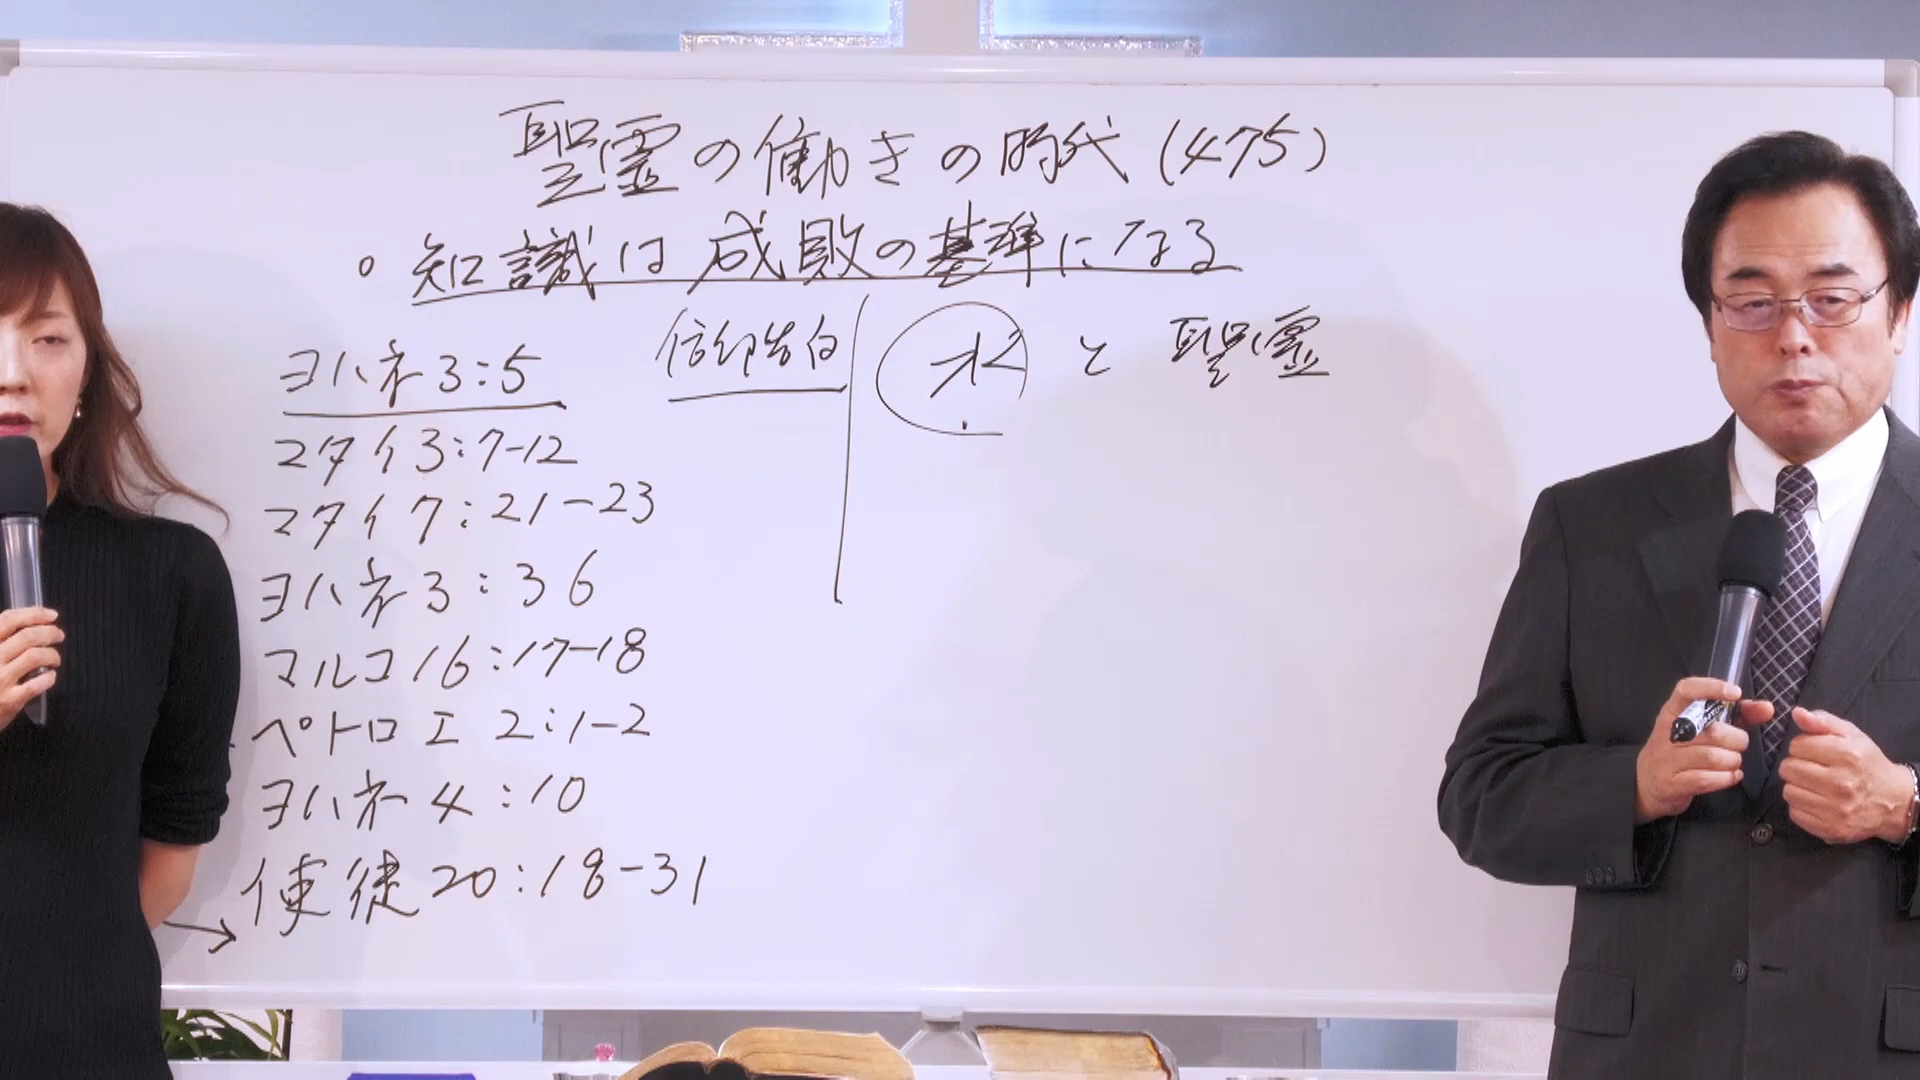 聖霊の働きの時代(475)
○ 知識は成敗の基準になる
ヨハネ3:5
信仰告白
水 と 聖霊
マタイ3:7-12
マタイ7:21-23
ヨハネ3:36
マルコ16:17-18
ペトロI 2:1-2
ヨハネ4:10
→使徒20:18-31